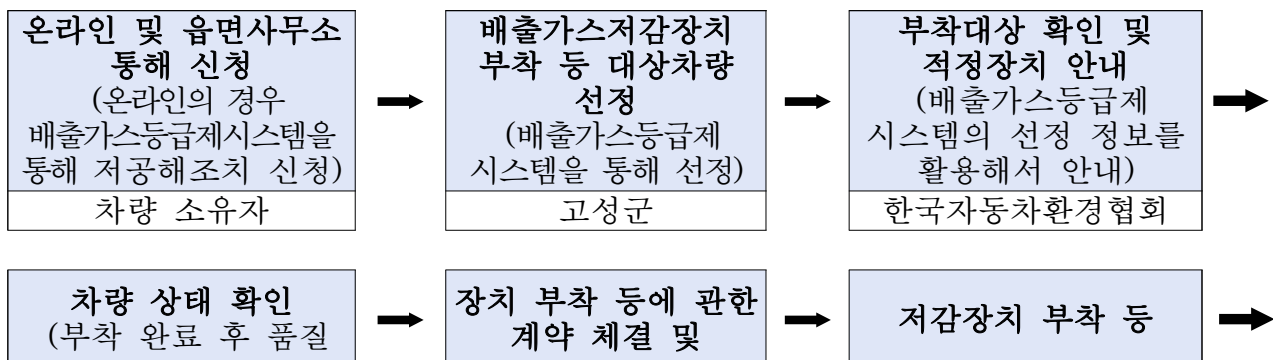 온라인 및 읍면사무소
통해 신청
(온라인의 경우
배출가스등급제시스템을
통해 저공해조치 신청)
차량 소유자
배출가스저감장치
부착 등 대상차량
선정
(배출가스등급제
시스템을 통해 선정)
고성군
부착대상 확인 및
적정장치 안내
(배출가스등급제
시스템의 선정 정보를
활용해서 안내)
한국자동차환경협회
차량 상태 확인
(부착 완료 후 품질
장치 부착 등에 관한
계약 체결 및
저감장치 부착 등